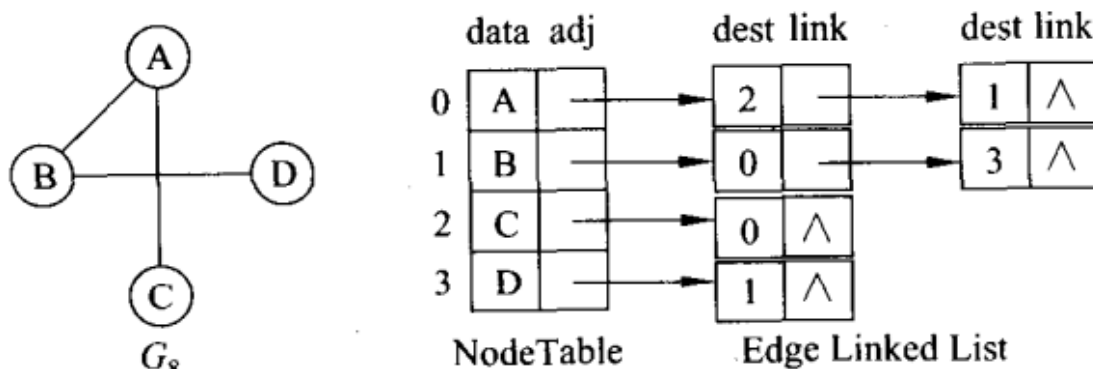 A
B
D
C
G₈
data adj
dest link
dest link
0 A 2 1 ∧
1 B 0 3 ∧
2 C 0 ∧
3 D 1 ∧
NodeTable
Edge Linked List